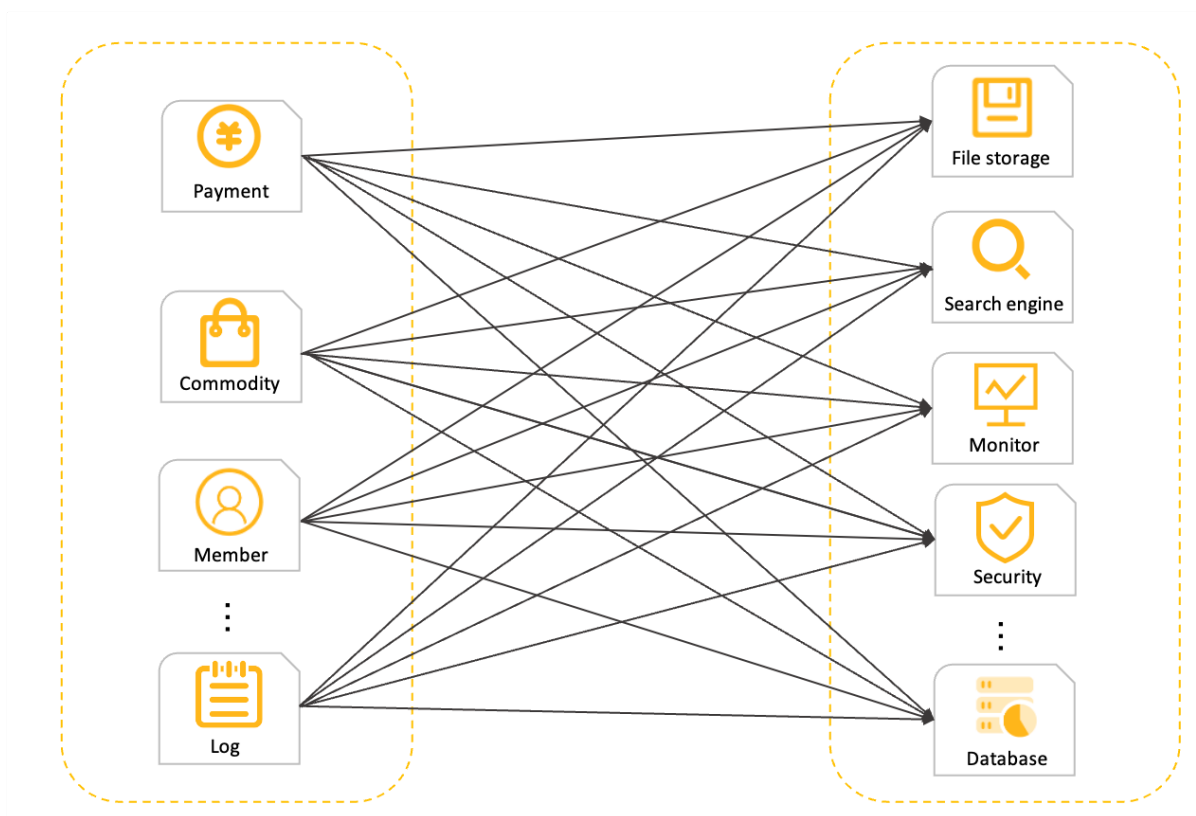 ¥
Payment
Commodity
Member
⋮
Log
File storage
Search engine
Monitor
Security
⋮
Database